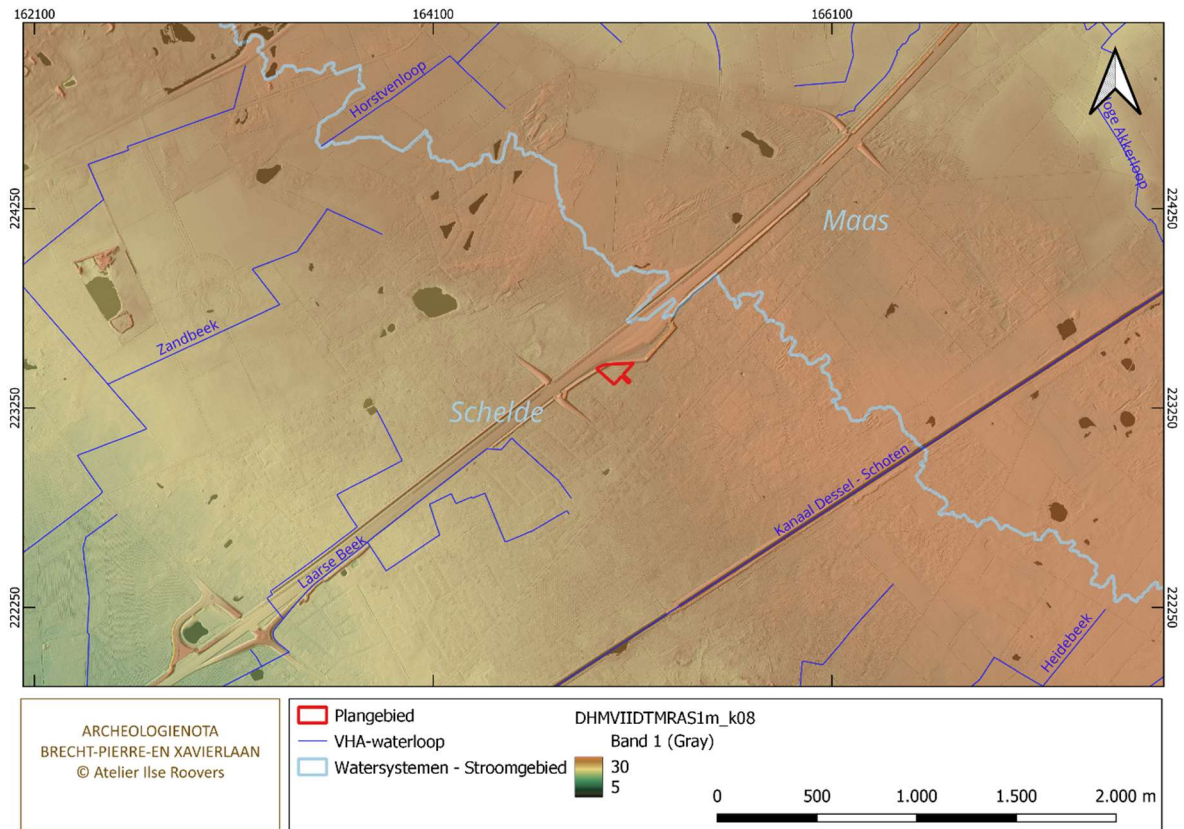 162100
164100
166100
Horstvenloop
oge Akkerloop
224250
224250
Maas
Zandbeek
Schelde
223250
223250
Kanaal Dessel - Schoten
Laarse Beek
222250
222250
Heidebeek
ARCHEOLOGIENOTA
BRECHT-PIERRE-EN XAVIERLAAN
© Atelier Ilse Roovers
Plangebied
VHA-waterloop
Watersystemen - Stroomgebied
DHMVIIDTMRAS1m_k08
Band 1 (Gray)
30
5
0 500 1.000 1.500 2.000 m